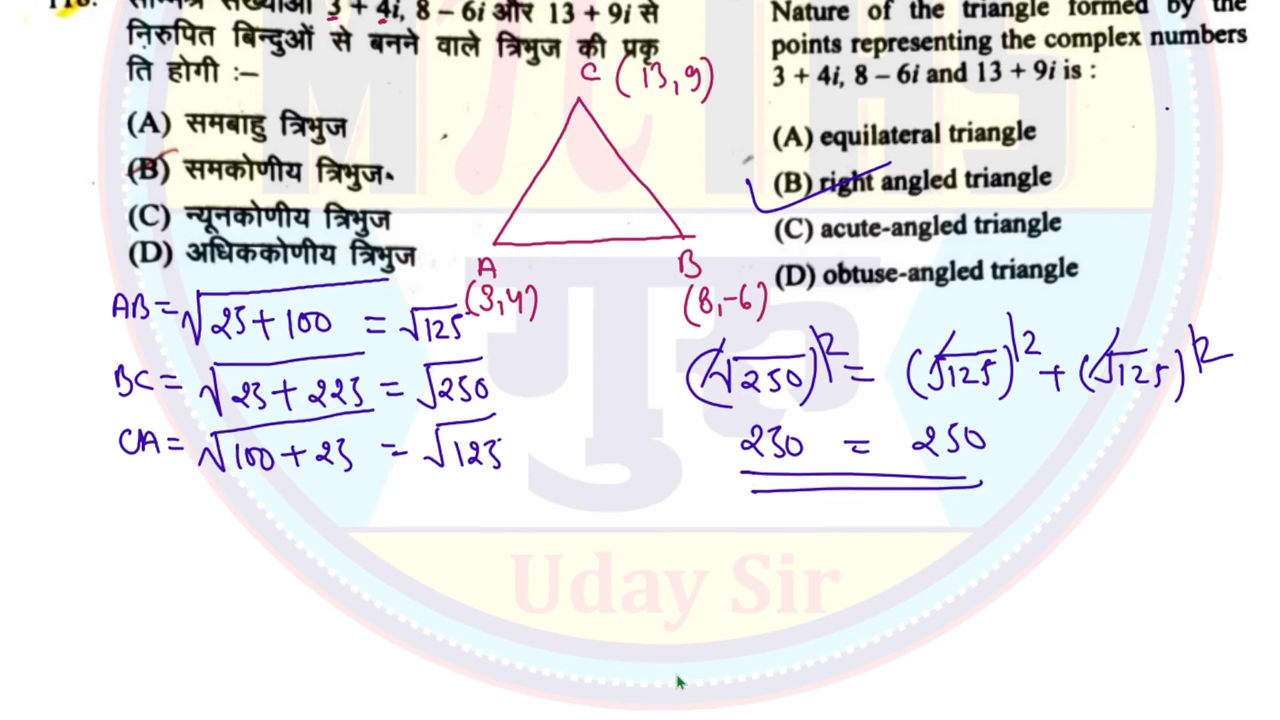 3 + 4i, 8 – 6i और 13 + 9i से
निरुपित बिन्दुओं से बनने वाले त्रिभुज की प्रकृ
ति होगी :–
(A) समबाहु त्रिभुज
(B) समकोणीय त्रिभुज
(C) न्यूनकोणीय त्रिभुज
(D) अधिककोणीय त्रिभुज
Nature of the triangle formed by the
points representing the complex numbers
3 + 4i, 8 – 6i and 13 + 9i is :
(A) equilateral triangle
(B) right angled triangle
(C) acute-angled triangle
(D) obtuse-angled triangle
C (13,9)
A
(3,4)
B
(8,-6)
AB = √25+100 = √125
BC = √25+225 = √250
CA = √100+25 = √125
(√250)² = (√125)² + (√125)²
250 = 250
MATHS
गुरु
Uday Sir